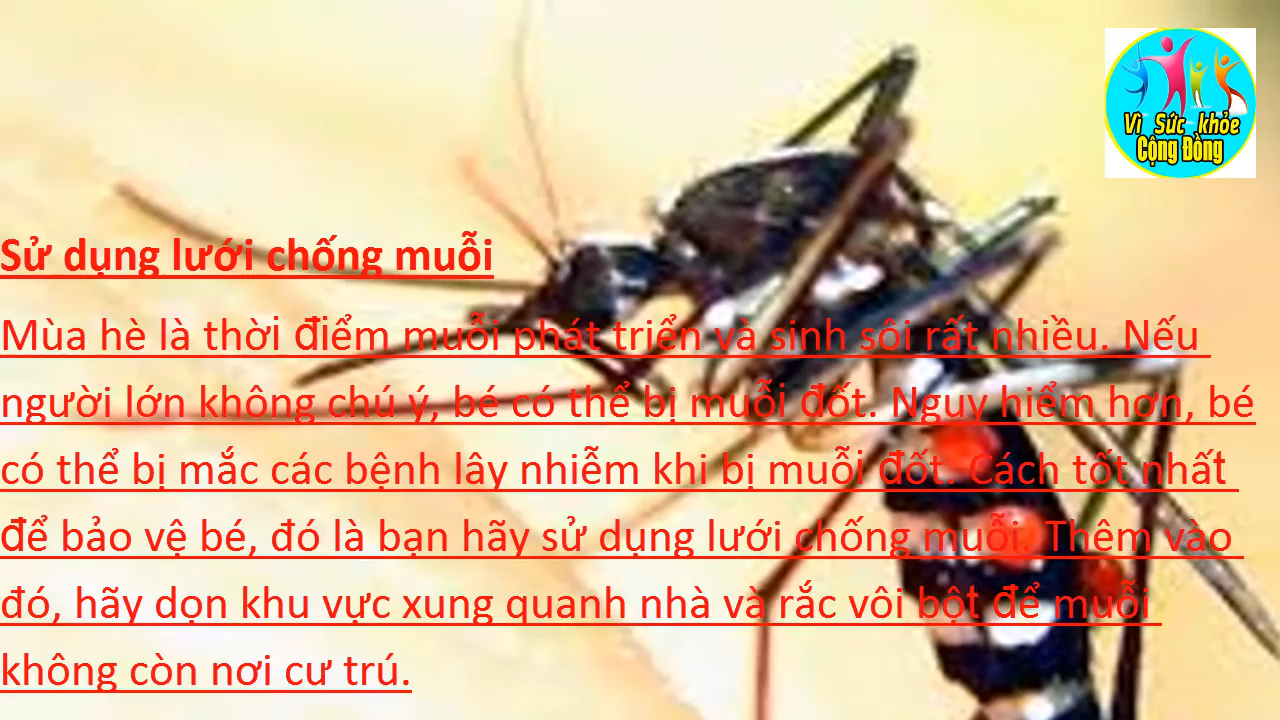 Vì Sức khỏe
Cộng Đồng
Sử dụng lưới chống muỗi
Mùa hè là thời điểm muỗi phát triển và sinh sôi rất nhiều. Nếu
người lớn không chú ý, bé có thể bị muỗi đốt. Nguy hiểm hơn, bé
có thể bị mắc các bệnh lây nhiễm khi bị muỗi đốt. Cách tốt nhất
để bảo vệ bé, đó là bạn hãy sử dụng lưới chống muỗi. Thêm vào
đó, hãy dọn khu vực xung quanh nhà và rắc vôi bột để muỗi
không còn nơi cư trú.